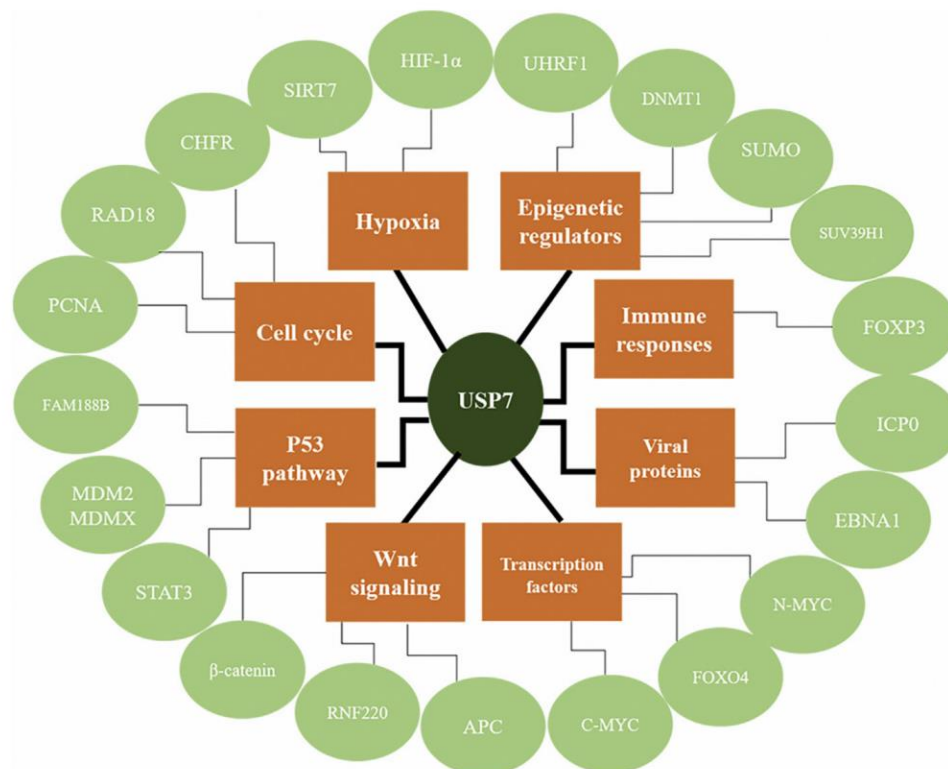 HIF-1α
UHRF1
SIRT7
DNMT1
CHFR
SUMO
RAD18
Hypoxia
Epigenetic
regulators
SUV39H1
PCNA
Cell cycle
Immune
responses
FOXP3
USP7
FAM188B
P53
pathway
Viral
proteins
ICP0
MDM2
MDMX
EBNA1
STAT3
Wnt
signaling
Transcription
factors
N-MYC
β-catenin
FOXO4
RNF220
APC
C-MYC